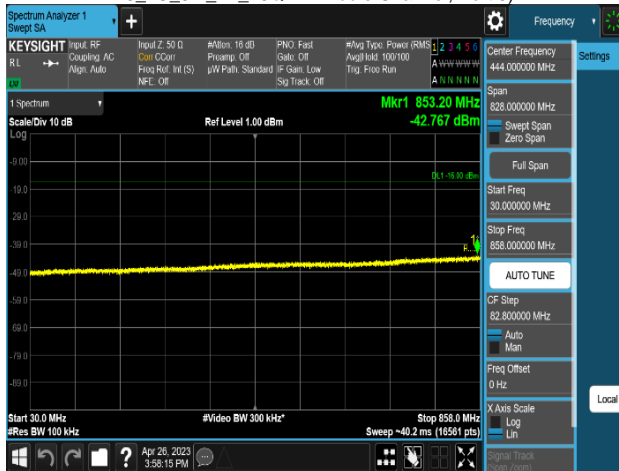 Spectrum Analyzer 1
Swept SA
Frequency
KEYSIGHT
RL
Input: RF
Coupling: AC
Align: Auto
Input Z: 50 Ω
Corr CCorr
Freq Ref: Int (S)
NFE: Off
#Atten: 16 dB
Preamp: Off
µW Path: Standard
PNO: Fast
Gate: Off
IF Gain: Low
Sig Track: Off
#Avg Type: Power (RMS
Avg|Hold: 100/100
Trig: Free Run
1 2 3 4 5 6
A W W W W W
A N N N N N
Settings
Center Frequency
444.000000 MHz
Span
828.000000 MHz
Swept Span
Zero Span
Full Span
Start Freq
30.000000 MHz
Stop Freq
858.000000 MHz
AUTO TUNE
CF Step
82.800000 MHz
Auto
Man
Freq Offset
0 Hz
X Axis Scale
Log
Lin
Signal Track
Local
1 Spectrum
Scale/Div 10 dB
Log
Ref Level 1.00 dBm
Mkr1 853.20 MHz
-42.767 dBm
DL1 -16.00 dBm
1
-9.00
-19.0
-29.0
-39.0
-49.0
-59.0
-69.0
-79.0
-89.0
Start 30.0 MHz
#Res BW 100 kHz
#Video BW 300 kHz*
Stop 858.0 MHz
Sweep ~40.2 ms (16561 pts)
?
Apr 26, 2023
3:58:15 PM